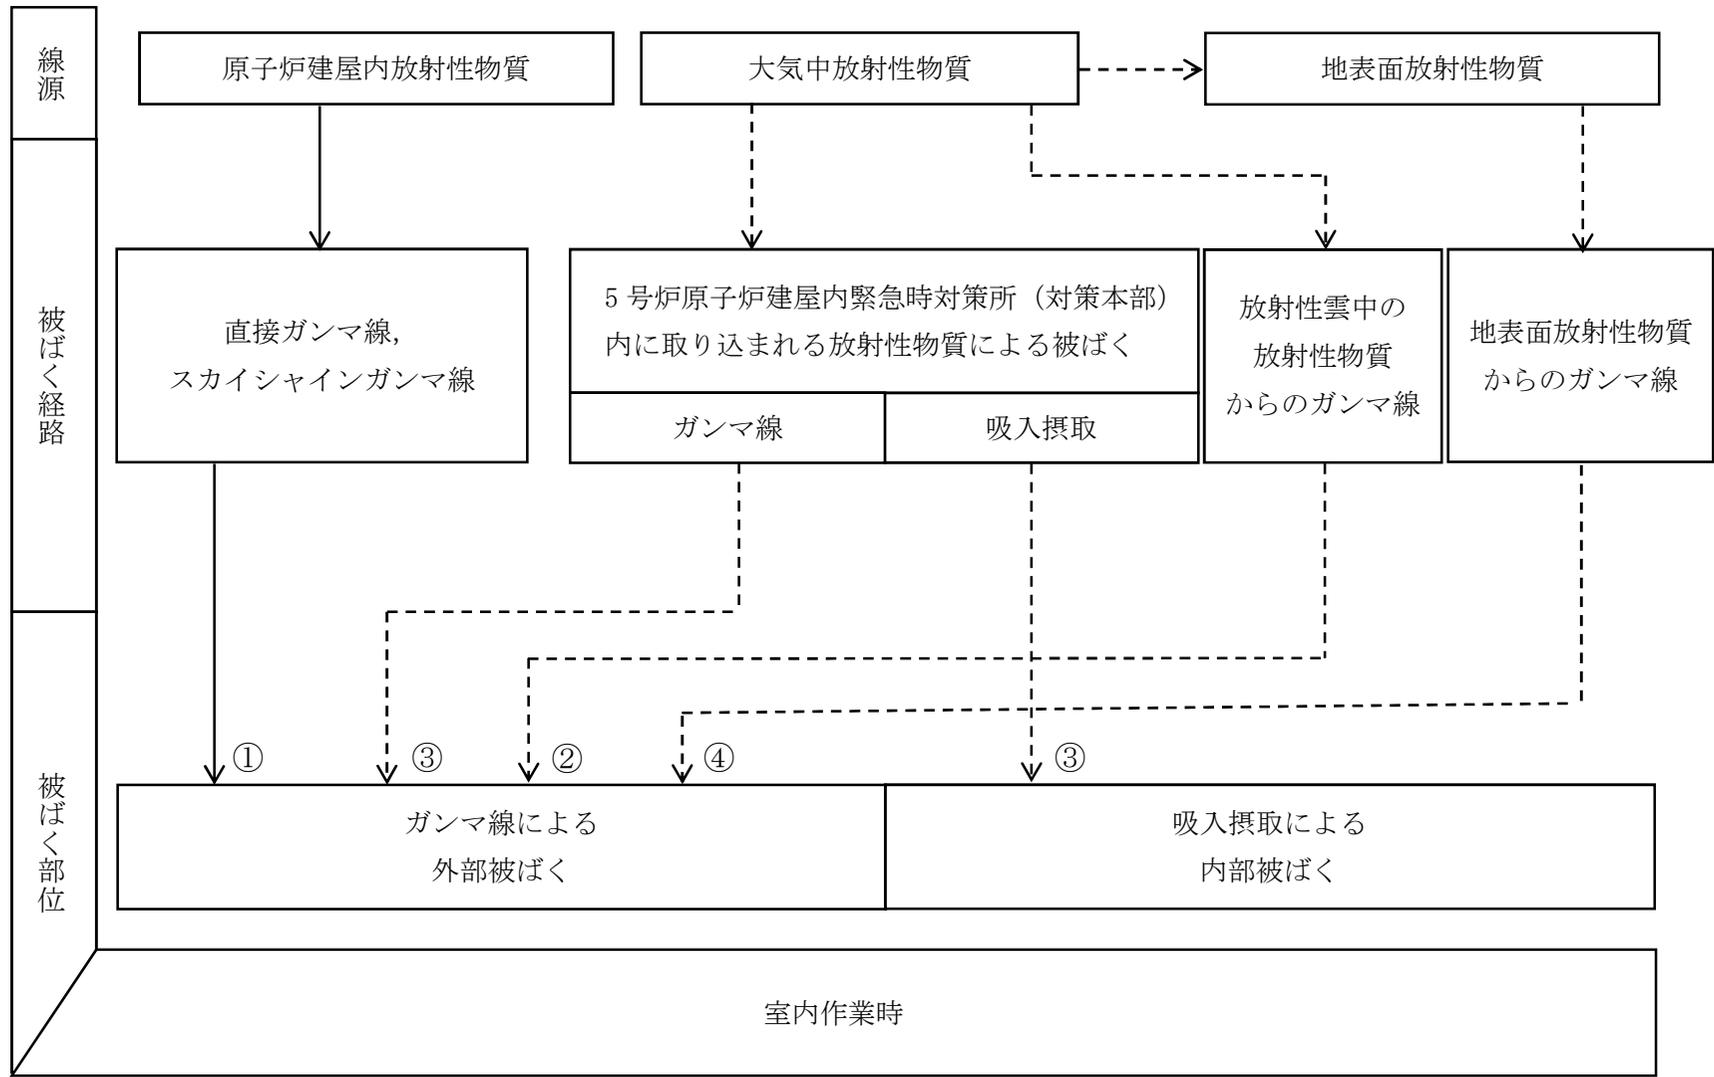 線源
原子炉建屋内放射性物質
大気中放射性物質
地表面放射性物質
被ばく経路
直接ガンマ線，
スカイシャインガンマ線
5 号炉原子炉建屋内緊急時対策所（対策本部）
内に取り込まれる放射性物質による被ばく
ガンマ線
吸入摂取
放射性雲中の
放射性物質
からのガンマ線
地表面放射性物質
からのガンマ線
被ばく部位
①
③
②
④
③
ガンマ線による
外部被ばく
吸入摂取による
内部被ばく
室内作業時